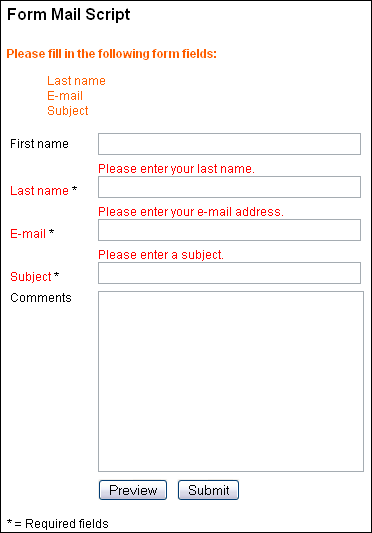 Form Mail Script
Please fill in the following form fields:
Last name
E-mail
Subject
First name
Please enter your last name.
Last name *
Please enter your e-mail address.
E-mail *
Please enter a subject.
Subject *
Comments
Preview Submit
* = Required fields